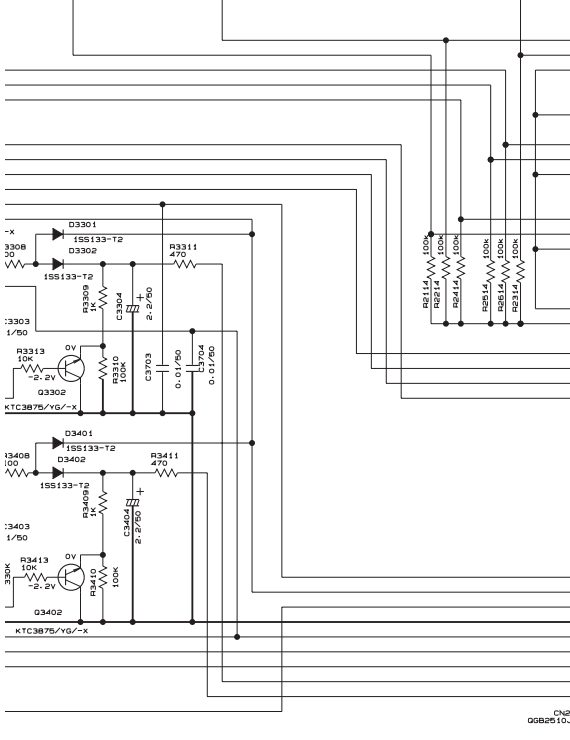 -X
D3301
1SS133-T2
3308
00
D3302
1SS133-T2
R3311
470
R3309
1K
C3304
2.2/50
C3303
1/50
R3313
10K
0V
-2.2V
Q3302
KTC3875/YG/-X
R3310
100K
C3703
0.01/50
C3704
0.01/50
R2114
100k
R2214
100k
R2414
100k
R2514
100k
R2614
100k
R2314
100k
D3401
1SS133-T2
R3408
100
D3402
1SS133-T2
R3411
470
R3409
1K
C3404
2.2/50
C3403
1/50
330K
R3413
10K
0V
-2.2V
Q3402
KTC3875/YG/-X
R3410
100K
CN2
QGB2510J